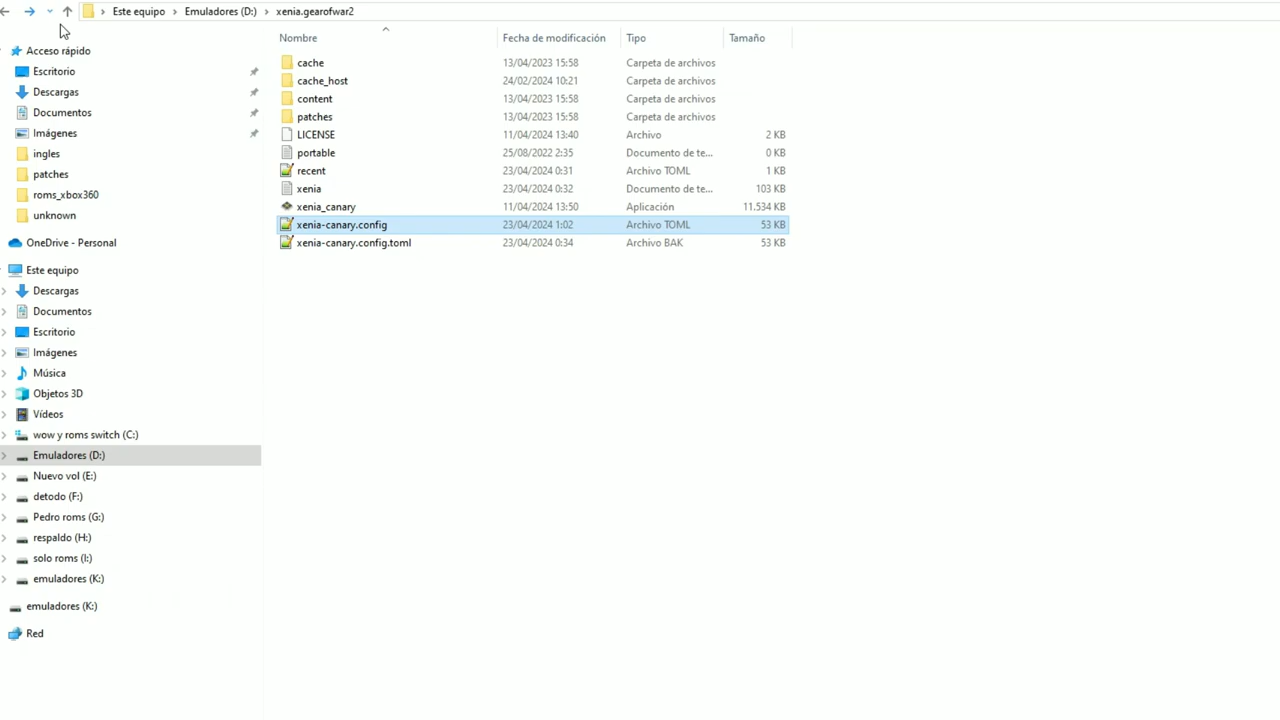 Este equipo > Emuladores (D:) > xenia.gearofwar2
Nombre Fecha de modificación Tipo Tamaño
cache 13/04/2023 15:58 Carpeta de archivos
cache_host 24/02/2024 10:21 Carpeta de archivos
content 13/04/2023 15:58 Carpeta de archivos
patches 13/04/2023 15:58 Carpeta de archivos
LICENSE 11/04/2024 13:40 Archivo 2 KB
portable 25/08/2022 2:35 Documento de te... 0 KB
recent 23/04/2024 0:31 Archivo TOML 1 KB
xenia 23/04/2024 0:32 Documento de te... 103 KB
xenia_canary 11/04/2024 13:50 Aplicación 11.534 KB
xenia-canary.config 23/04/2024 1:02 Archivo TOML 53 KB
xenia-canary.config.toml 23/04/2024 0:34 Archivo BAK 53 KB
Acceso rápido
Escritorio
Descargas
Documentos
Imágenes
ingles
patches
roms_xbox360
unknown
OneDrive - Personal
Este equipo
Descargas
Documentos
Escritorio
Imágenes
Música
Objetos 3D
Vídeos
wow y roms switch (C:)
Emuladores (D:)
Nuevo vol (E:)
detodo (F:)
Pedro roms (G:)
respaldo (H:)
solo roms (I:)
emuladores (K:)
emuladores (K:)
Red